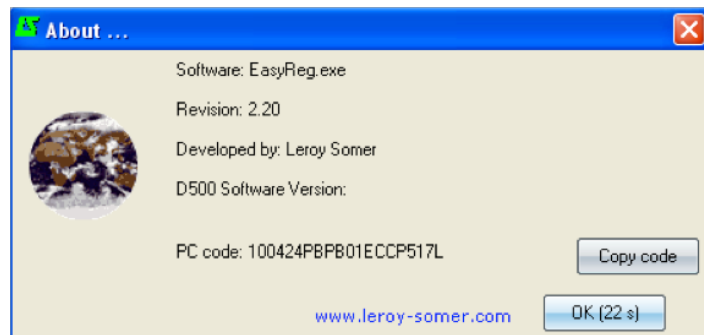 About ...
Software: EasyReg.exe
Revision: 2.20
Developed by: Leroy Somer
D500 Software Version:
PC code: 100424PBPB01ECCP517L
Copy code
www.leroy-somer.com
OK (22 s)